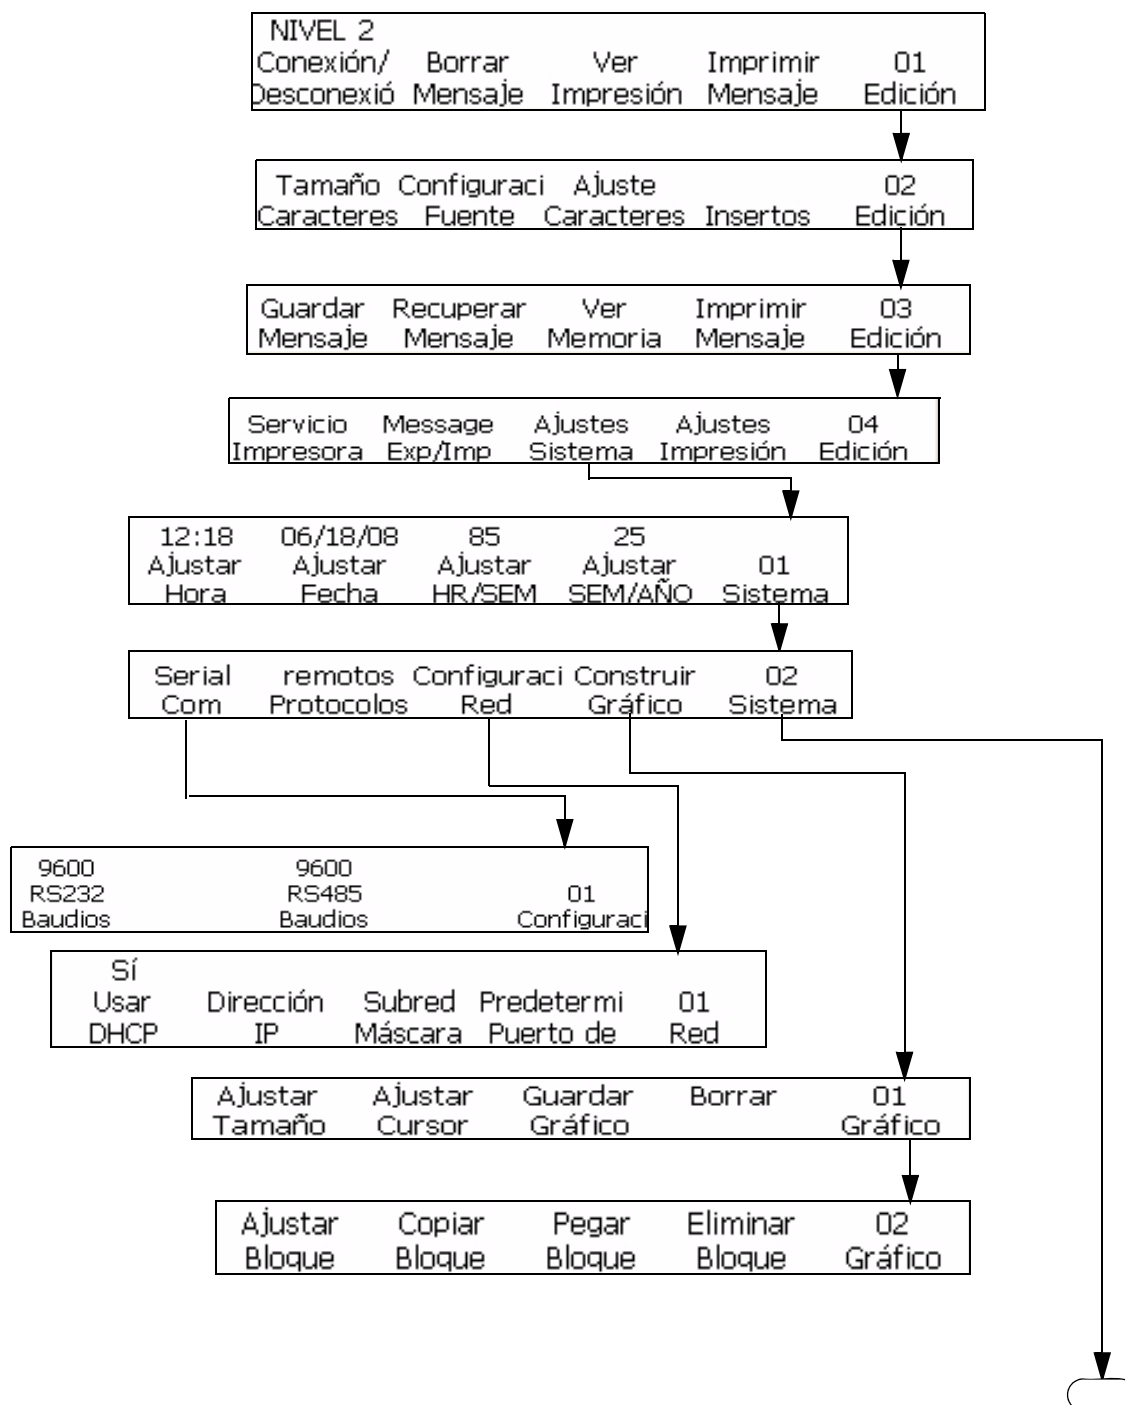 NIVEL 2
Conexión/ Borrar Ver Imprimir 01
Desconexió Mensaje Impresión Mensaje Edición
Tamaño Configuraci Ajuste 02
Caracteres Fuente Caracteres Insertos Edición
Guardar Recuperar Ver Imprimir 03
Mensaje Mensaje Memoria Mensaje Edición
Servicio Message Ajustes Ajustes 04
Impresora Exp/Imp Sistema Impresión Edición
12:18 06/18/08 85 25
Ajustar Ajustar Ajustar Ajustar 01
Hora Fecha HR/SEM SEM/AÑO Sistema
Serial remotos Configuraci Construir 02
Com Protocolos Red Gráfico Sistema
9600 9600
RS232 RS485 01
Baudios Baudios Configuraci
Sí
Usar Dirección Subred Predetermi 01
DHCP IP Máscara Puerto de Red
Ajustar Ajustar Guardar Borrar 01
Tamaño Cursor Gráfico Gráfico
Ajustar Copiar Pegar Eliminar 02
Bloque Bloque Bloque Bloque Gráfico